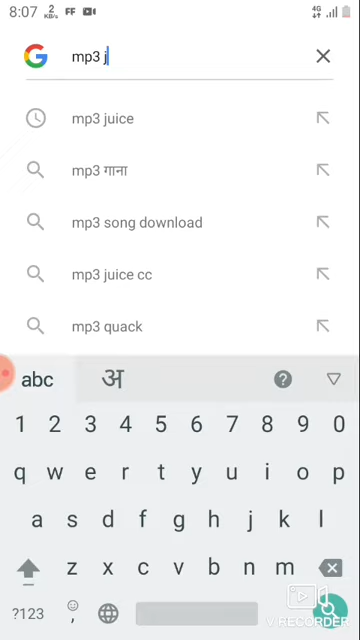 8:07 2 KB/s FF 4G
mp3 j
mp3 juice
mp3 गाना
mp3 song download
mp3 juice cc
mp3 quack
abc अ ?
1 2 3 4 5 6 7 8 9 0
q w e r t y u i o p
a s d f g h j k l
z x c v b n m
?123 ,
V RECORDER